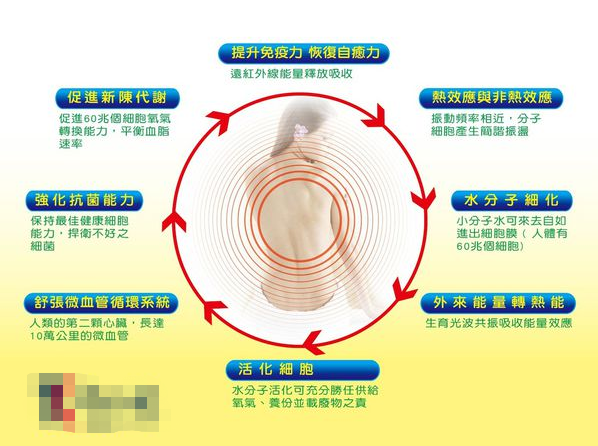 提升免疫力 恢復自癒力
遠紅外線能量釋放吸收
熱效應與非熱效應
振動頻率相近，分子
細胞產生簡諧振盪
水分子細化
小分子水可來去自如
進出細胞膜（人體有
60兆個細胞）
外來能量轉熱能
生育光波共振吸收能量效應
活化細胞
水分子活化可充分勝任供給
氧氣、養份並載廢物之責
舒張微血管循環系統
人類的第二顆心臟，長達
10萬公里的微血管
強化抗菌能力
保持最佳健康細胞
能力，捍衛不好之
細菌
促進新陳代謝
促進60兆個細胞氧氣
轉換能力，平衡血脂
速率